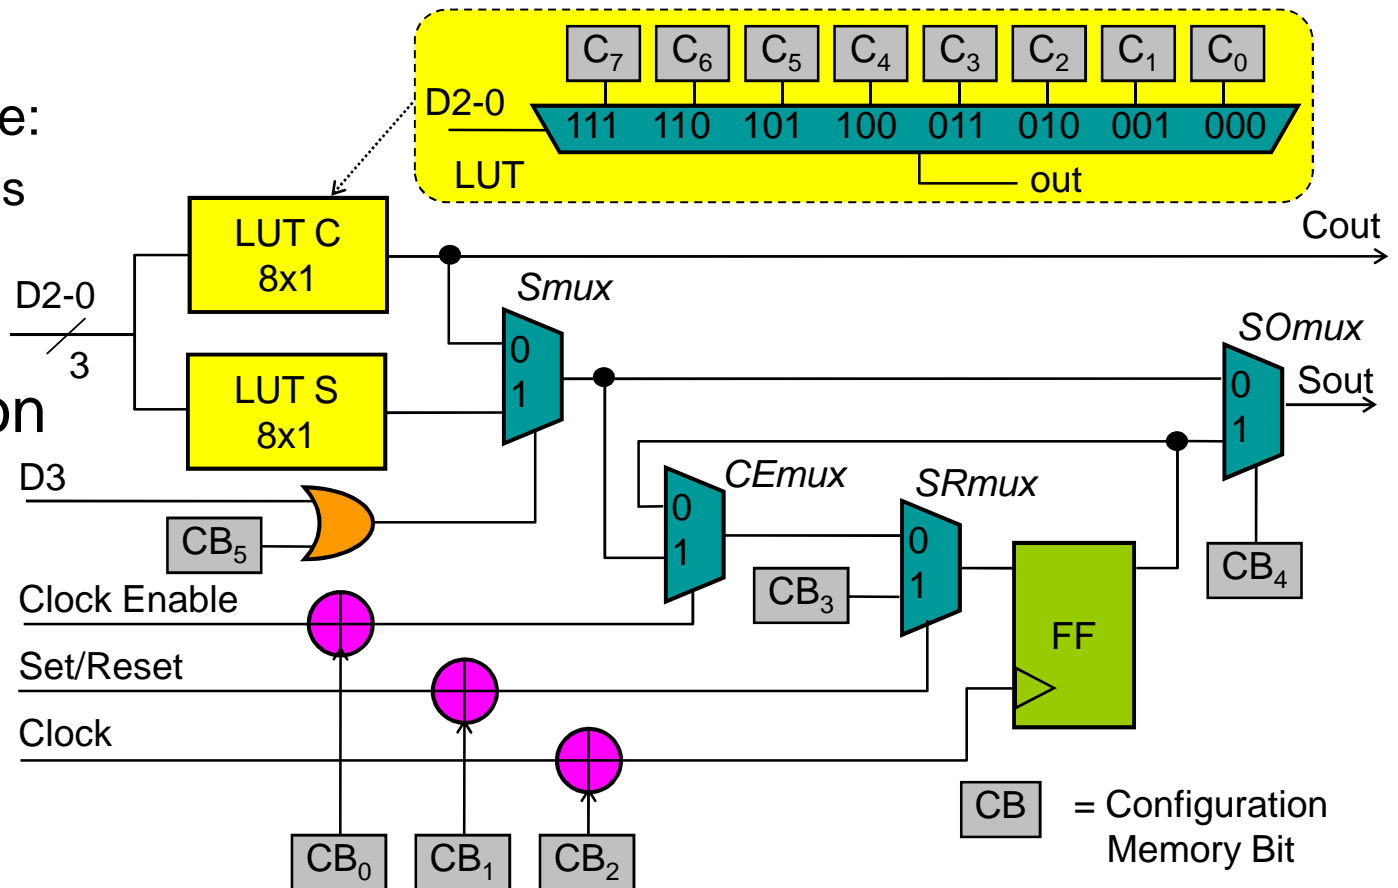 C7 C6 C5 C4 C3 C2 C1 C0
D2-0
111 110 101 100 011 010 001 000
LUT
out
e:
s
on
LUT C
8x1
Cout
D2-0
3
Smux
0
1
SOmux
0
1
Sout
LUT S
8x1
D3
CB5
CEmux
0
1
SRmux
0
1
CB3
CB4
Clock Enable
FF
Set/Reset
Clock
CB0
CB1
CB2
CB = Configuration
Memory Bit